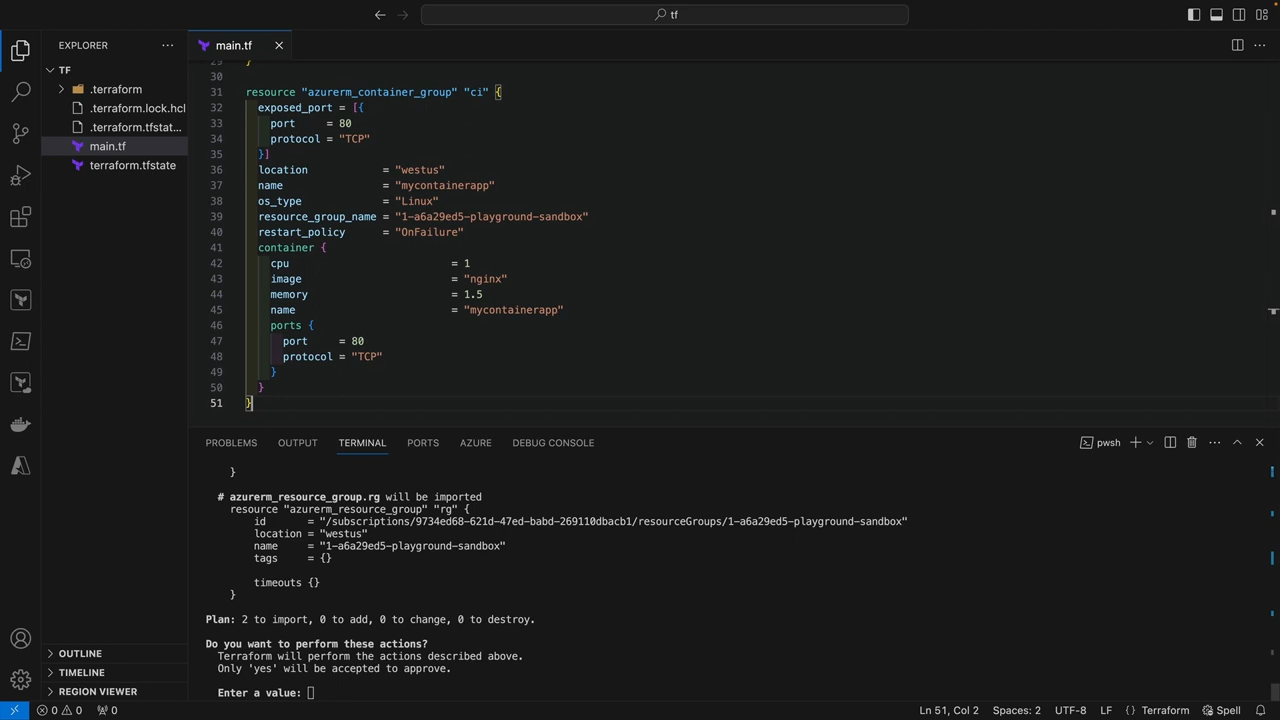 tf
EXPLORER
main.tf
TF
.terraform
.terraform.lock.hcl
.terraform.tfstat...
main.tf
terraform.tfstate
29 }
30
31 resource "azurerm_container_group" "ci" {
32 exposed_port = [{
33 port = 80
34 protocol = "TCP"
35 }]
36 location = "westus"
37 name = "mycontainerapp"
38 os_type = "Linux"
39 resource_group_name = "1-a6a29ed5-playground-sandbox"
40 restart_policy = "OnFailure"
41 container {
42 cpu = 1
43 image = "nginx"
44 memory = 1.5
45 name = "mycontainerapp"
46 ports {
47 port = 80
48 protocol = "TCP"
49 }
50 }
51 }
PROBLEMS OUTPUT TERMINAL PORTS AZURE DEBUG CONSOLE
pwsh
}
# azurerm_resource_group.rg will be imported
resource "azurerm_resource_group" "rg" {
id = "/subscriptions/9734ed68-621d-47ed-babd-269110dbacb1/resourceGroups/1-a6a29ed5-playground-sandbox"
location = "westus"
name = "1-a6a29ed5-playground-sandbox"
tags = {}
timeouts {}
}
Plan: 2 to import, 0 to add, 0 to change, 0 to destroy.
Do you want to perform these actions?
Terraform will perform the actions described above.
Only 'yes' will be accepted to approve.
Enter a value:
OUTLINE
TIMELINE
REGION VIEWER
0 0 0
Ln 51, Col 2 Spaces: 2 UTF-8 LF {} Terraform Spell